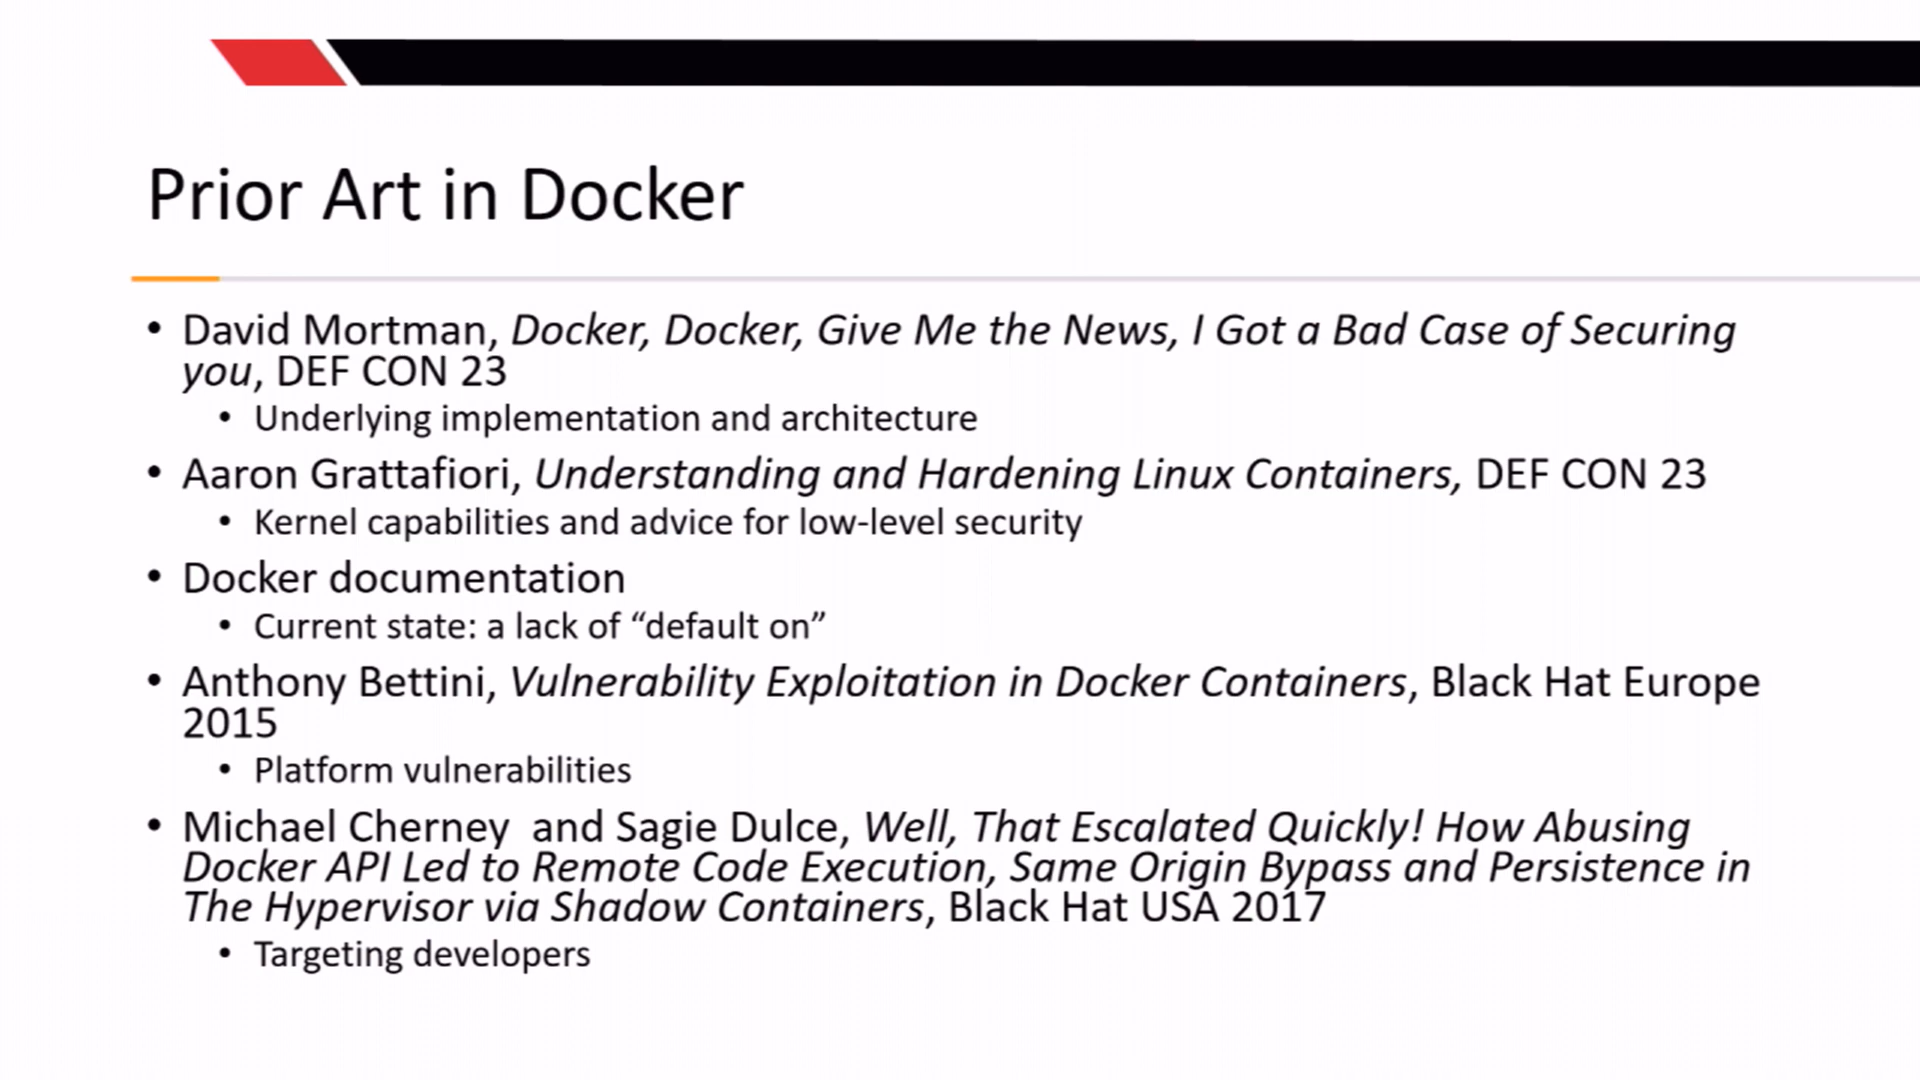 Prior Art in Docker
• David Mortman, Docker, Docker, Give Me the News, I Got a Bad Case of Securing
you, DEF CON 23
• Underlying implementation and architecture
• Aaron Grattafiori, Understanding and Hardening Linux Containers, DEF CON 23
• Kernel capabilities and advice for low-level security
• Docker documentation
• Current state: a lack of “default on”
• Anthony Bettini, Vulnerability Exploitation in Docker Containers, Black Hat Europe
2015
• Platform vulnerabilities
• Michael Cherney  and Sagie Dulce, Well, That Escalated Quickly! How Abusing
Docker API Led to Remote Code Execution, Same Origin Bypass and Persistence in
The Hypervisor via Shadow Containers, Black Hat USA 2017
• Targeting developers